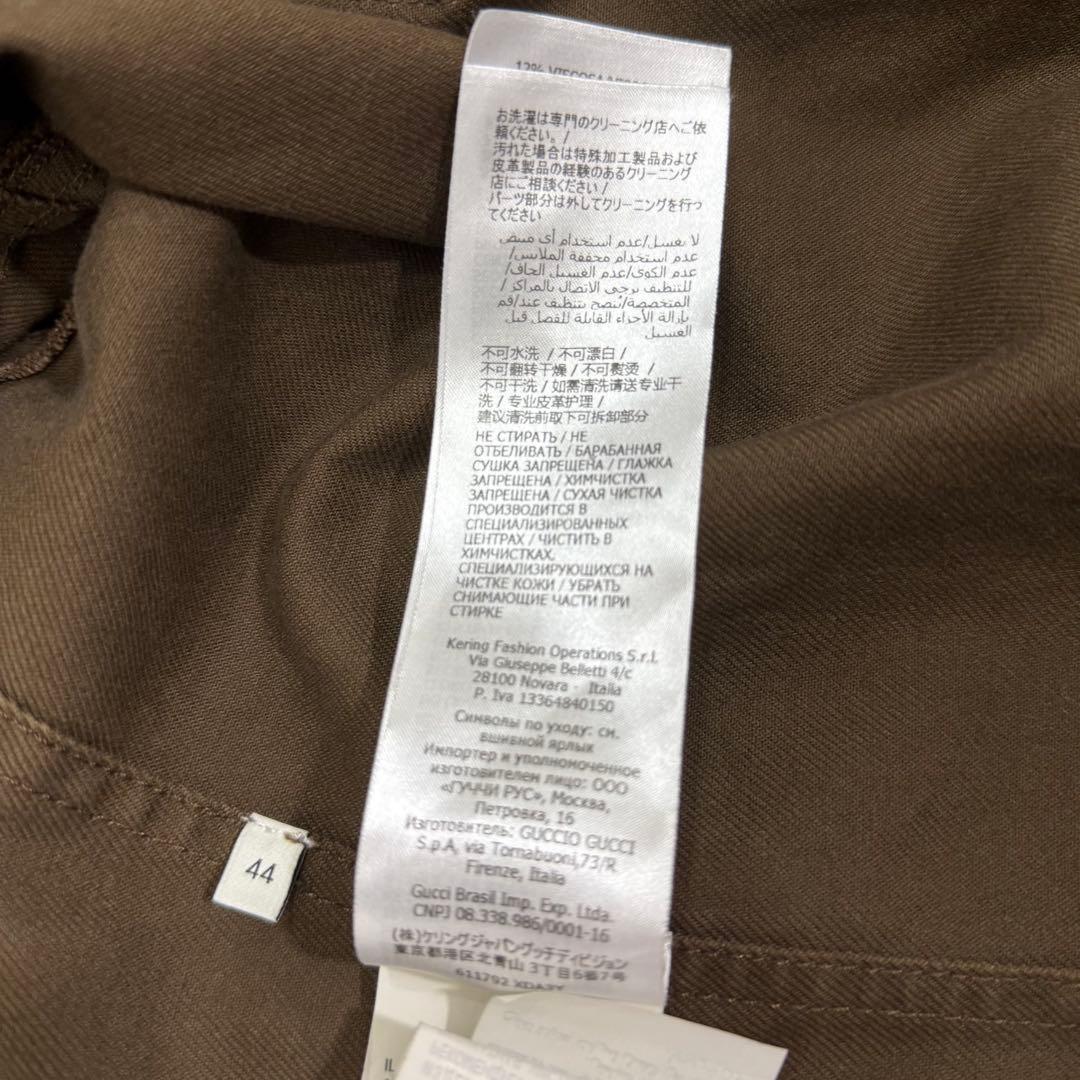 12% VISCOSA
お洗濯は専門のクリーニング店へご依
頼ください。/
汚れた場合は特殊加工製品および
皮革製品の経験のあるクリーニング
店にご相談ください/
パーツ部分は外してクリーニングを行っ
てください
لا يغسل/عدم استخدام أي مبيض
عدم استخدام مجففة الملابس/
عدم الكوي/عدم الغسيل الجاف/
للتنظيف يرجى الاتصال بالمراكز/
المتخصصة/يُنصح بتنظيف عند/قم
بإزالة الأجزاء القابلة للفصل قبل
الغسيل
不可水洗 / 不可漂白 /
不可翻转干燥 / 不可熨烫 /
不可干洗 / 如需清洗请送专业干
洗 / 专业皮革护理 /
建议清洗前取下可拆卸部分
НЕ СТИРАТЬ / НЕ
ОТБЕЛИВАТЬ / БАРАБАННАЯ
СУШКА ЗАПРЕЩЕНА / ГЛАЖКА
ЗАПРЕЩЕНА / ХИМЧИСТКА
ЗАПРЕЩЕНА / СУХАЯ ЧИСТКА
ПРОИЗВОДИТСЯ В
СПЕЦИАЛИЗИРОВАННЫХ
ЦЕНТРАХ / ЧИСТИТЬ В
ХИМЧИСТКАХ,
СПЕЦИАЛИЗИРУЮЩИХСЯ НА
ЧИСТКЕ КОЖИ / УБРАТЬ
СНИМАЮЩИЕ ЧАСТИ ПРИ
СТИРКЕ
Kering Fashion Operations S.r.l.
Via Giuseppe Belletti 4/c
28100 Novara - Italia
P. Iva 13364840150
Символы по уходу: см.
вшивной ярлык
Импортер и уполномоченное
изготовителем лицо: ООО
«ГУЧЧИ РУС», Москва,
Петровка, 16
Изготовитель: GUCCIO GUCCI
S.p.A, via Tornabuoni,73/R
Firenze, Italia
Gucci Brasil Imp. Exp. Ltda.
CNPJ 08.338.986/0001-16
(株)ケリングジャパングッチディビジョン
東京都港区北青山 3丁目6番7号
611792 XDA3Y
44
IL